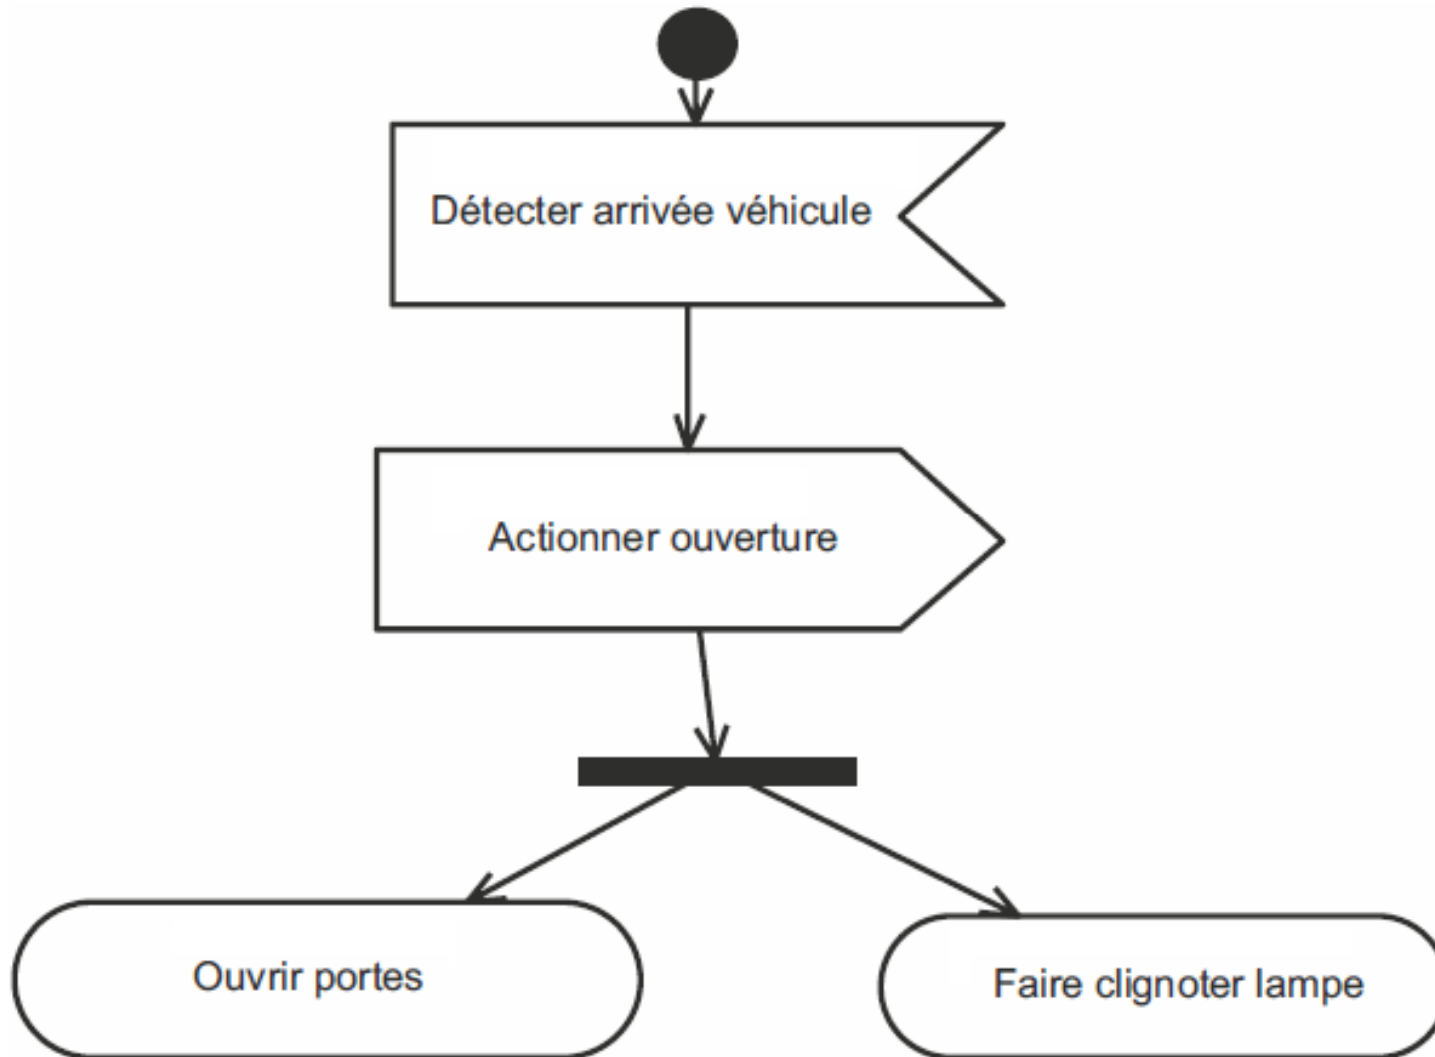 Détecter arrivée véhicule
Actionner ouverture
Ouvrir portes
Faire clignoter lampe